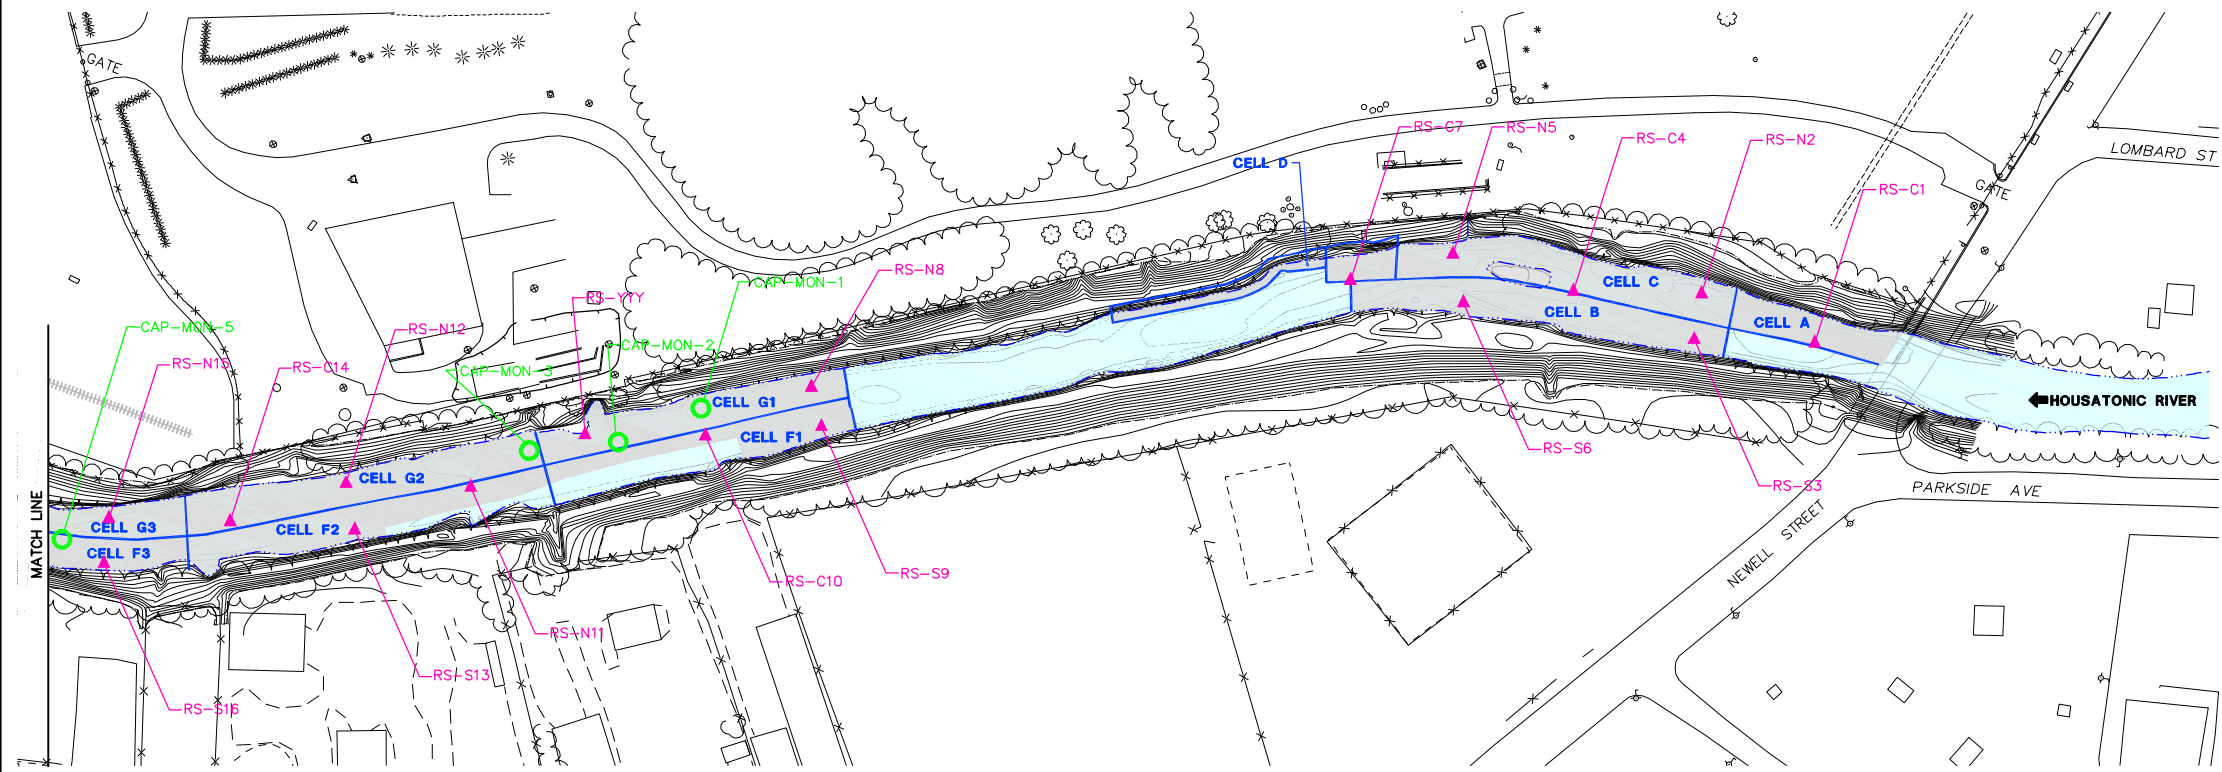 GATE
RS-C7
RS-N5
RS-C4
RS-N2
LOMBARD ST
CELL D
RS-C1
GATE
RS-N8
CAP-MON-1
RS-YYY
CELL C
CELL B
CELL A
CAP-MON-5
RS-N12
CAP-MON-2
RS-N15
RS-C14
CAP-MON-3
CELL G1
HOUSATONIC RIVER
CELL F1
RS-S6
CELL G2
RS-S3
PARKSIDE AVE
MATCH LINE
CELL G3
CELL F2
CELL F3
NEWELL STREET
RS-S9
RS-C10
RS-N11
RS-S13
RS-S16